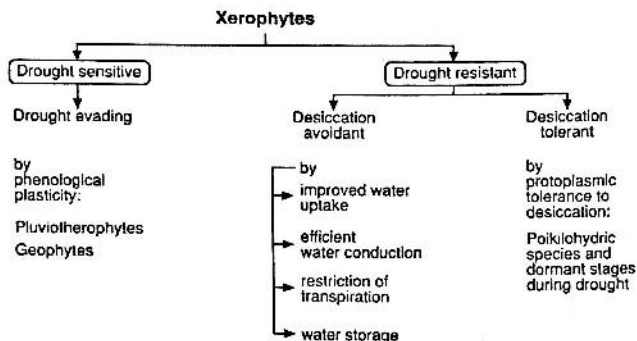 Xerophytes
Drought sensitive
Drought resistant
Drought evading
by
phenological
plasticity:
Pluviotherophytes
Geophytes
Desiccation
avoidant
by
improved water
uptake
efficient
water conduction
restriction of
transpiration
water storage
Desiccation
tolerant
by
protoplasmic
tolerance to
desiccation:
Poikilohydric
species and
dormant stages
during drought